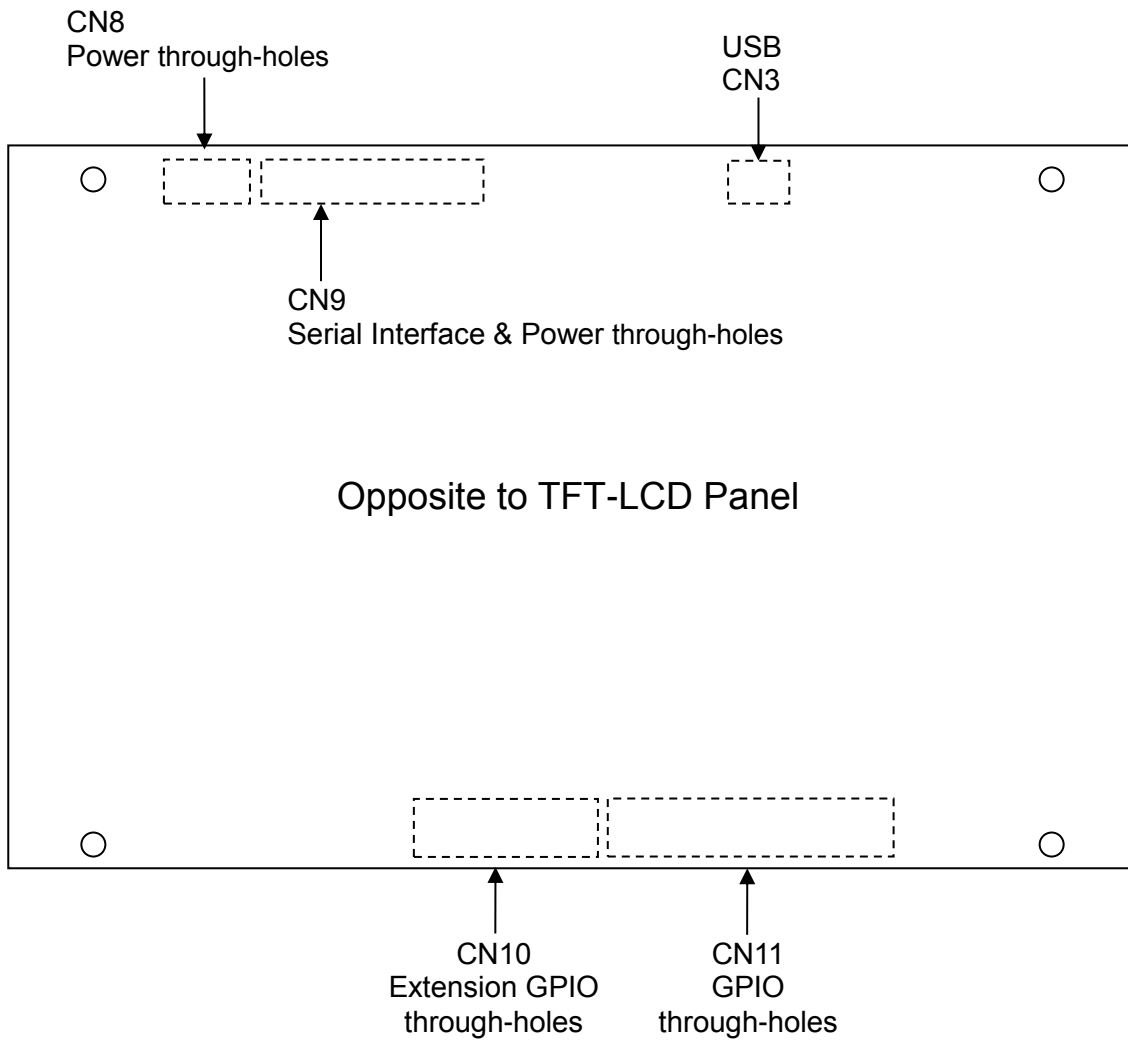 CN8
Power through-holes
USB
CN3
CN9
Serial Interface & Power through-holes
Opposite to TFT-LCD Panel
CN10
Extension GPIO
through-holes
CN11
GPIO
through-holes